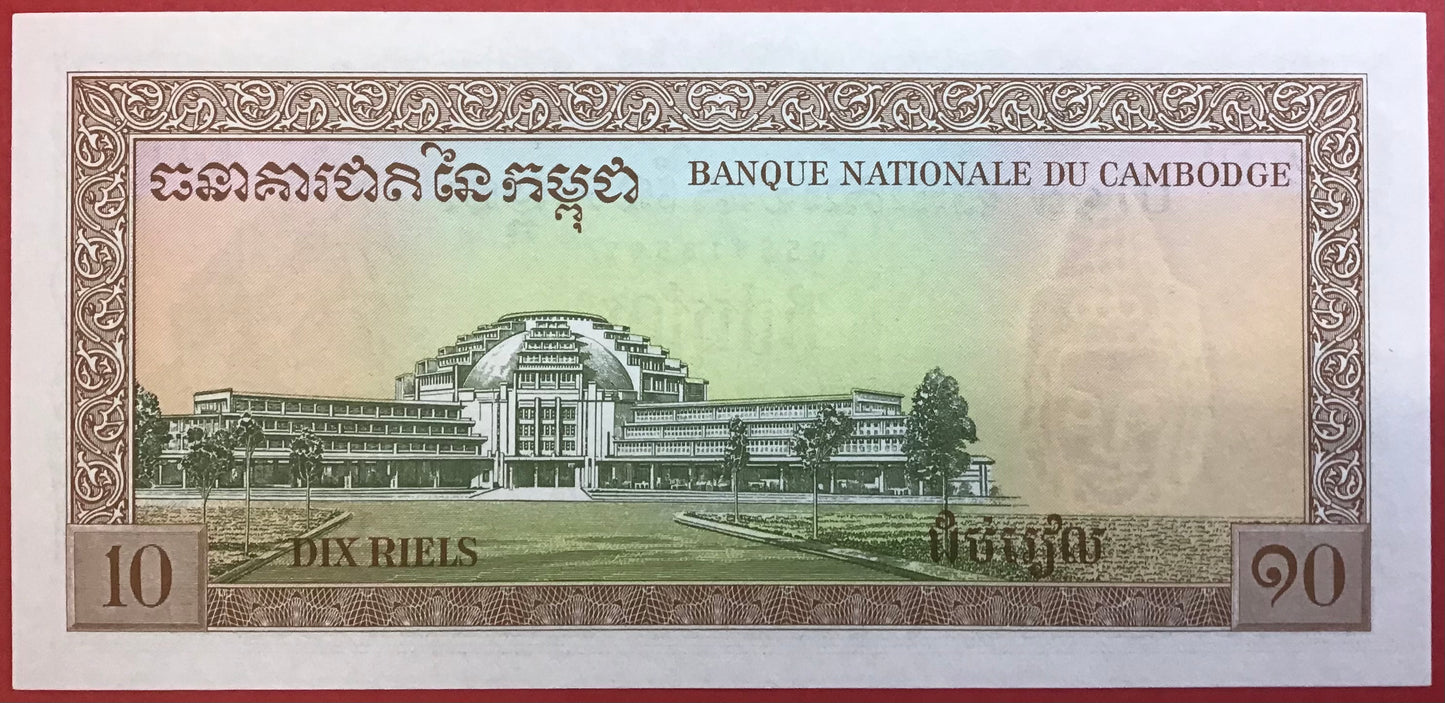 ធនាគារជាតិនៃកម្ពុជា
BANQUE NATIONALE DU CAMBODGE
DIX RIELS
ដប់រៀល
10
១0